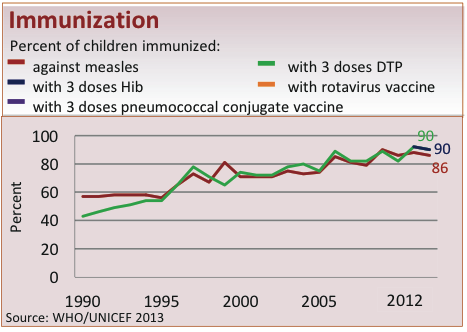 Immunization
Percent of children immunized:
against measles
with 3 doses DTP
with 3 doses Hib
with rotavirus vaccine
with 3 doses pneumococcal conjugate vaccine
Percent
100
80
60
40
20
0
90
90
86
1990 1995 2000 2005 2012
Source: WHO/UNICEF 2013